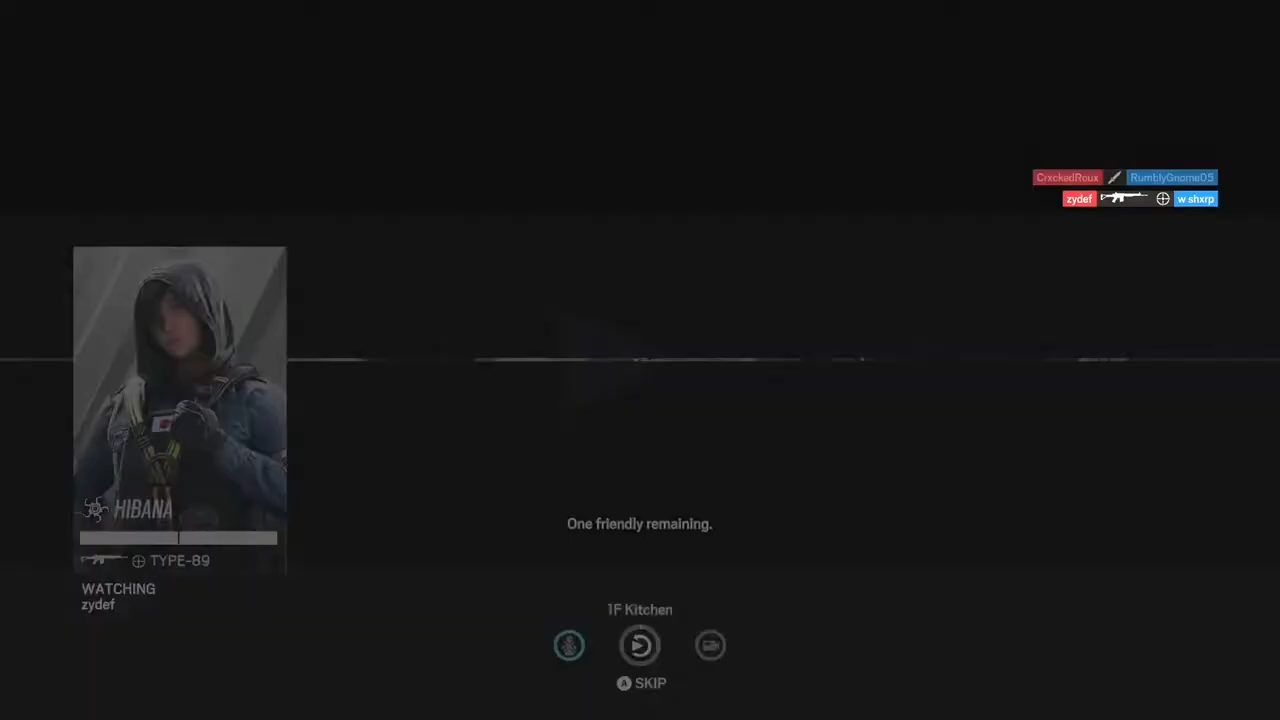 CrxckedRoux RumblyGnome05
zydef w shxrp
HIBANA
TYPE-89
WATCHING
zydef
One friendly remaining.
1F Kitchen
A SKIP